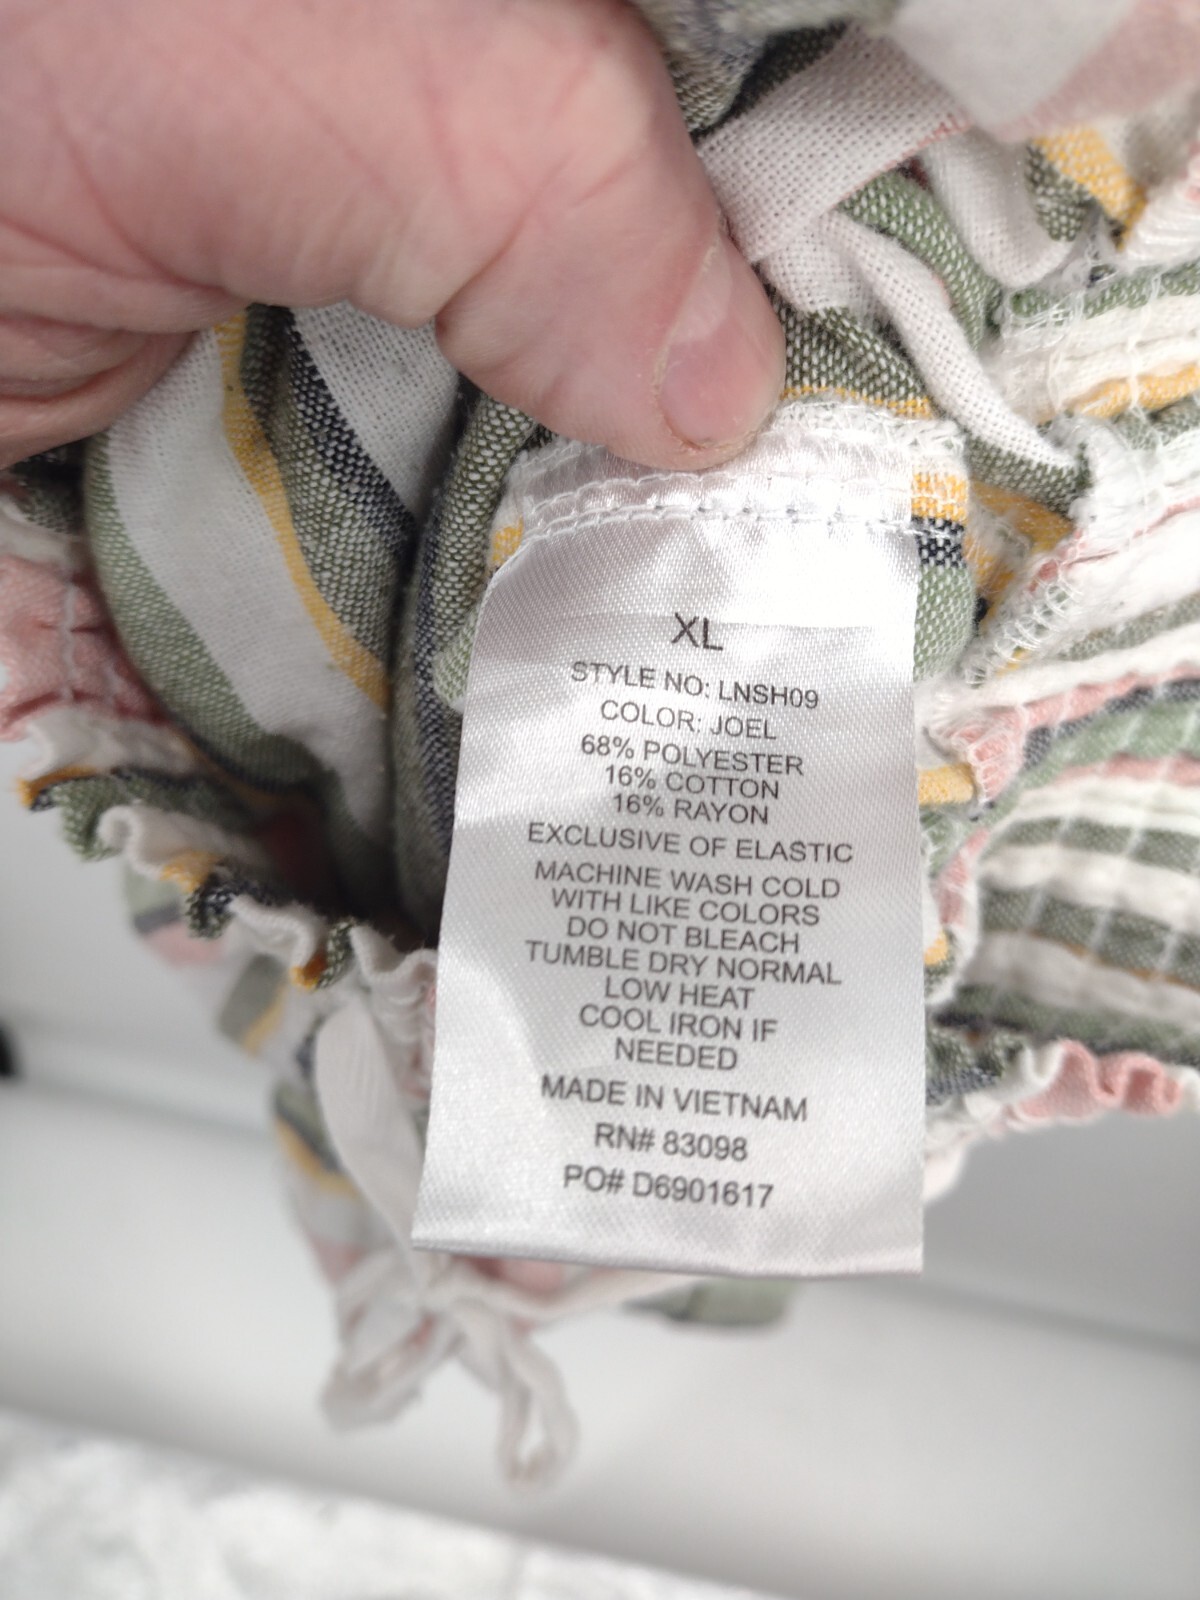 XL
STYLE NO: LNSH09
COLOR: JOEL
68% POLYESTER
16% COTTON
16% RAYON
EXCLUSIVE OF ELASTIC
MACHINE WASH COLD
WITH LIKE COLORS
DO NOT BLEACH
TUMBLE DRY NORMAL
LOW HEAT
COOL IRON IF
NEEDED
MADE IN VIETNAM
RN# 83098
PO# D6901617